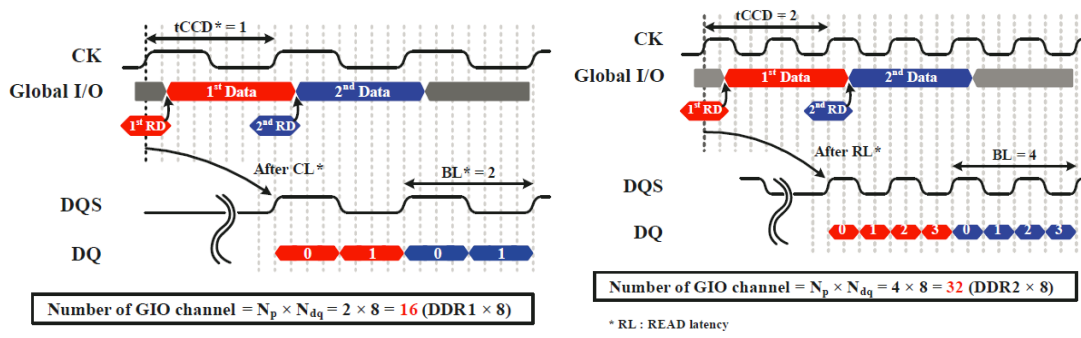 tCCD* = 1
CK
Global I/O
1st Data
2nd Data
1st RD
2nd RD
After CL*
BL* = 2
DQS
DQ
0 1 0 1
Number of GIO channel = Np × Ndq = 2 × 8 = 16 (DDR1 × 8)
tCCD = 2
CK
Global I/O
1st Data
2nd Data
1st RD
2nd RD
After RL*
BL = 4
DQS
DQ
0 1 2 3 0 1 2 3
Number of GIO channel = Np × Ndq = 4 × 8 = 32 (DDR2 × 8)
* RL : READ latency